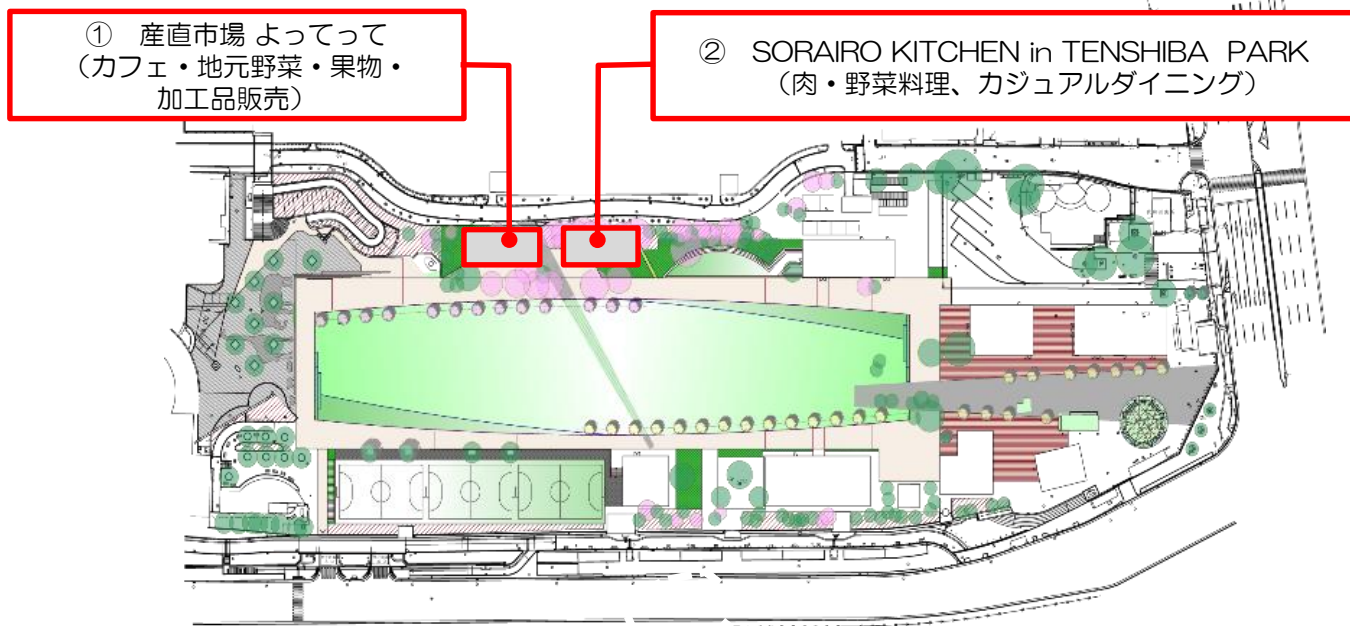 ① 産直市場 よってって
（カフェ・地元野菜・果物・
加工品販売）
② SORAIRO KITCHEN in TENSHIBA PARK
（肉・野菜料理、カジュアルダイニング）